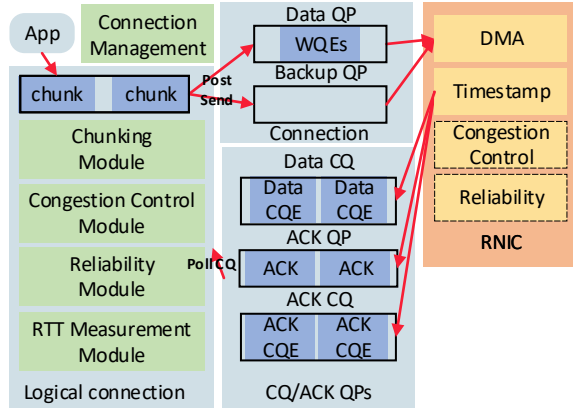 App
Connection
Management
chunk chunk
Chunking
Module
Congestion Control
Module
Reliability
Module
RTT Measurement
Module
Logical connection
Post
Send
Poll CQ
Data QP
WQEs
Backup QP
Connection
Data CQ
Data Data
CQE CQE
ACK QP
ACK ACK
ACK CQ
ACK ACK
CQE CQE
CQ/ACK QPs
DMA
Timestamp
Congestion
Control
Reliability
RNIC